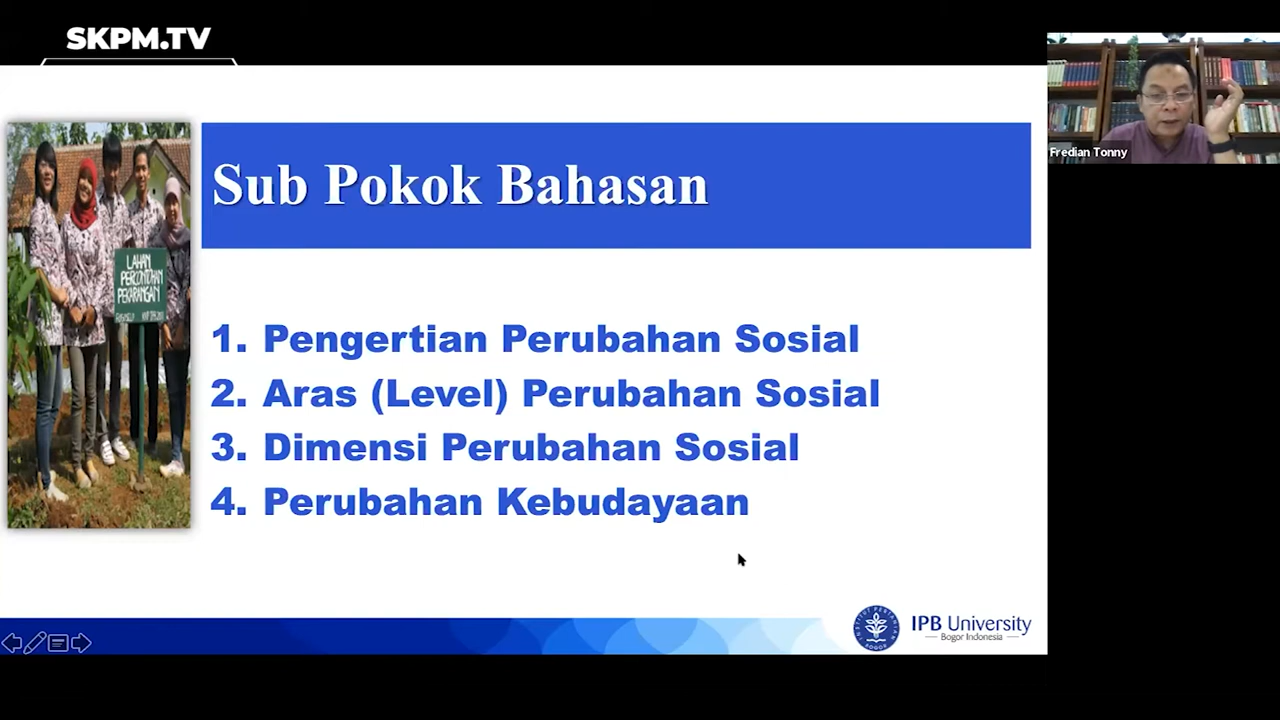 SKPM.TV
Fredian Tonny
Sub Pokok Bahasan
LAHAN
PERCONTOHAN
PEKARANGAN
1. Pengertian Perubahan Sosial
2. Aras (Level) Perubahan Sosial
3. Dimensi Perubahan Sosial
4. Perubahan Kebudayaan
IPB University
Bogor Indonesia